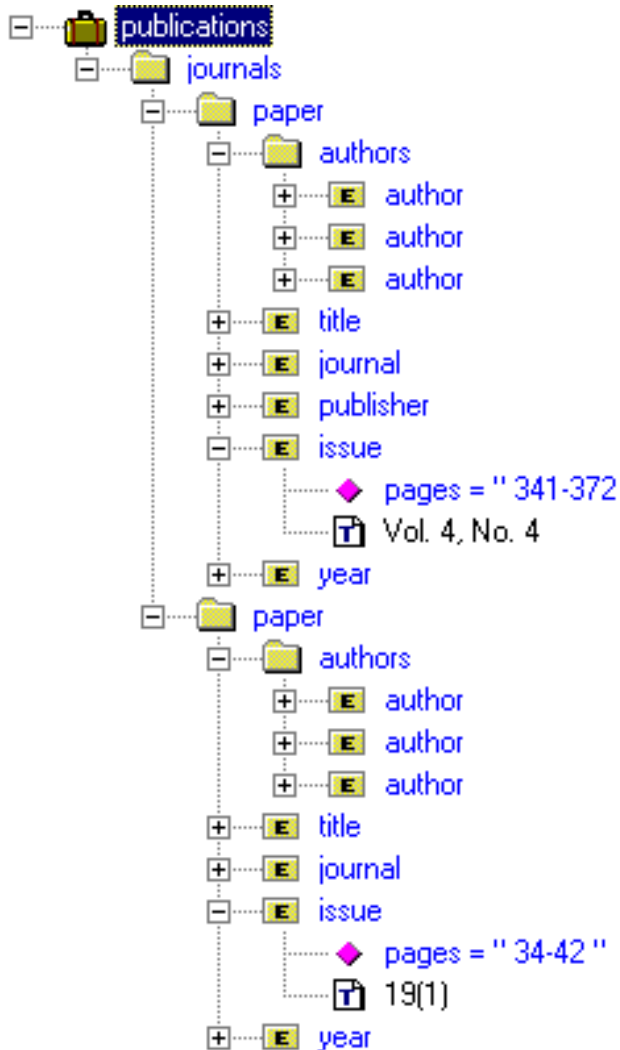 publications
journals
paper
authors
E author
E author
E author
E title
E journal
E publisher
E issue
pages = " 341-372
T Vol. 4, No. 4
E year
paper
authors
E author
E author
E author
E title
E journal
E issue
pages = " 34-42 "
T 19(1)
E year